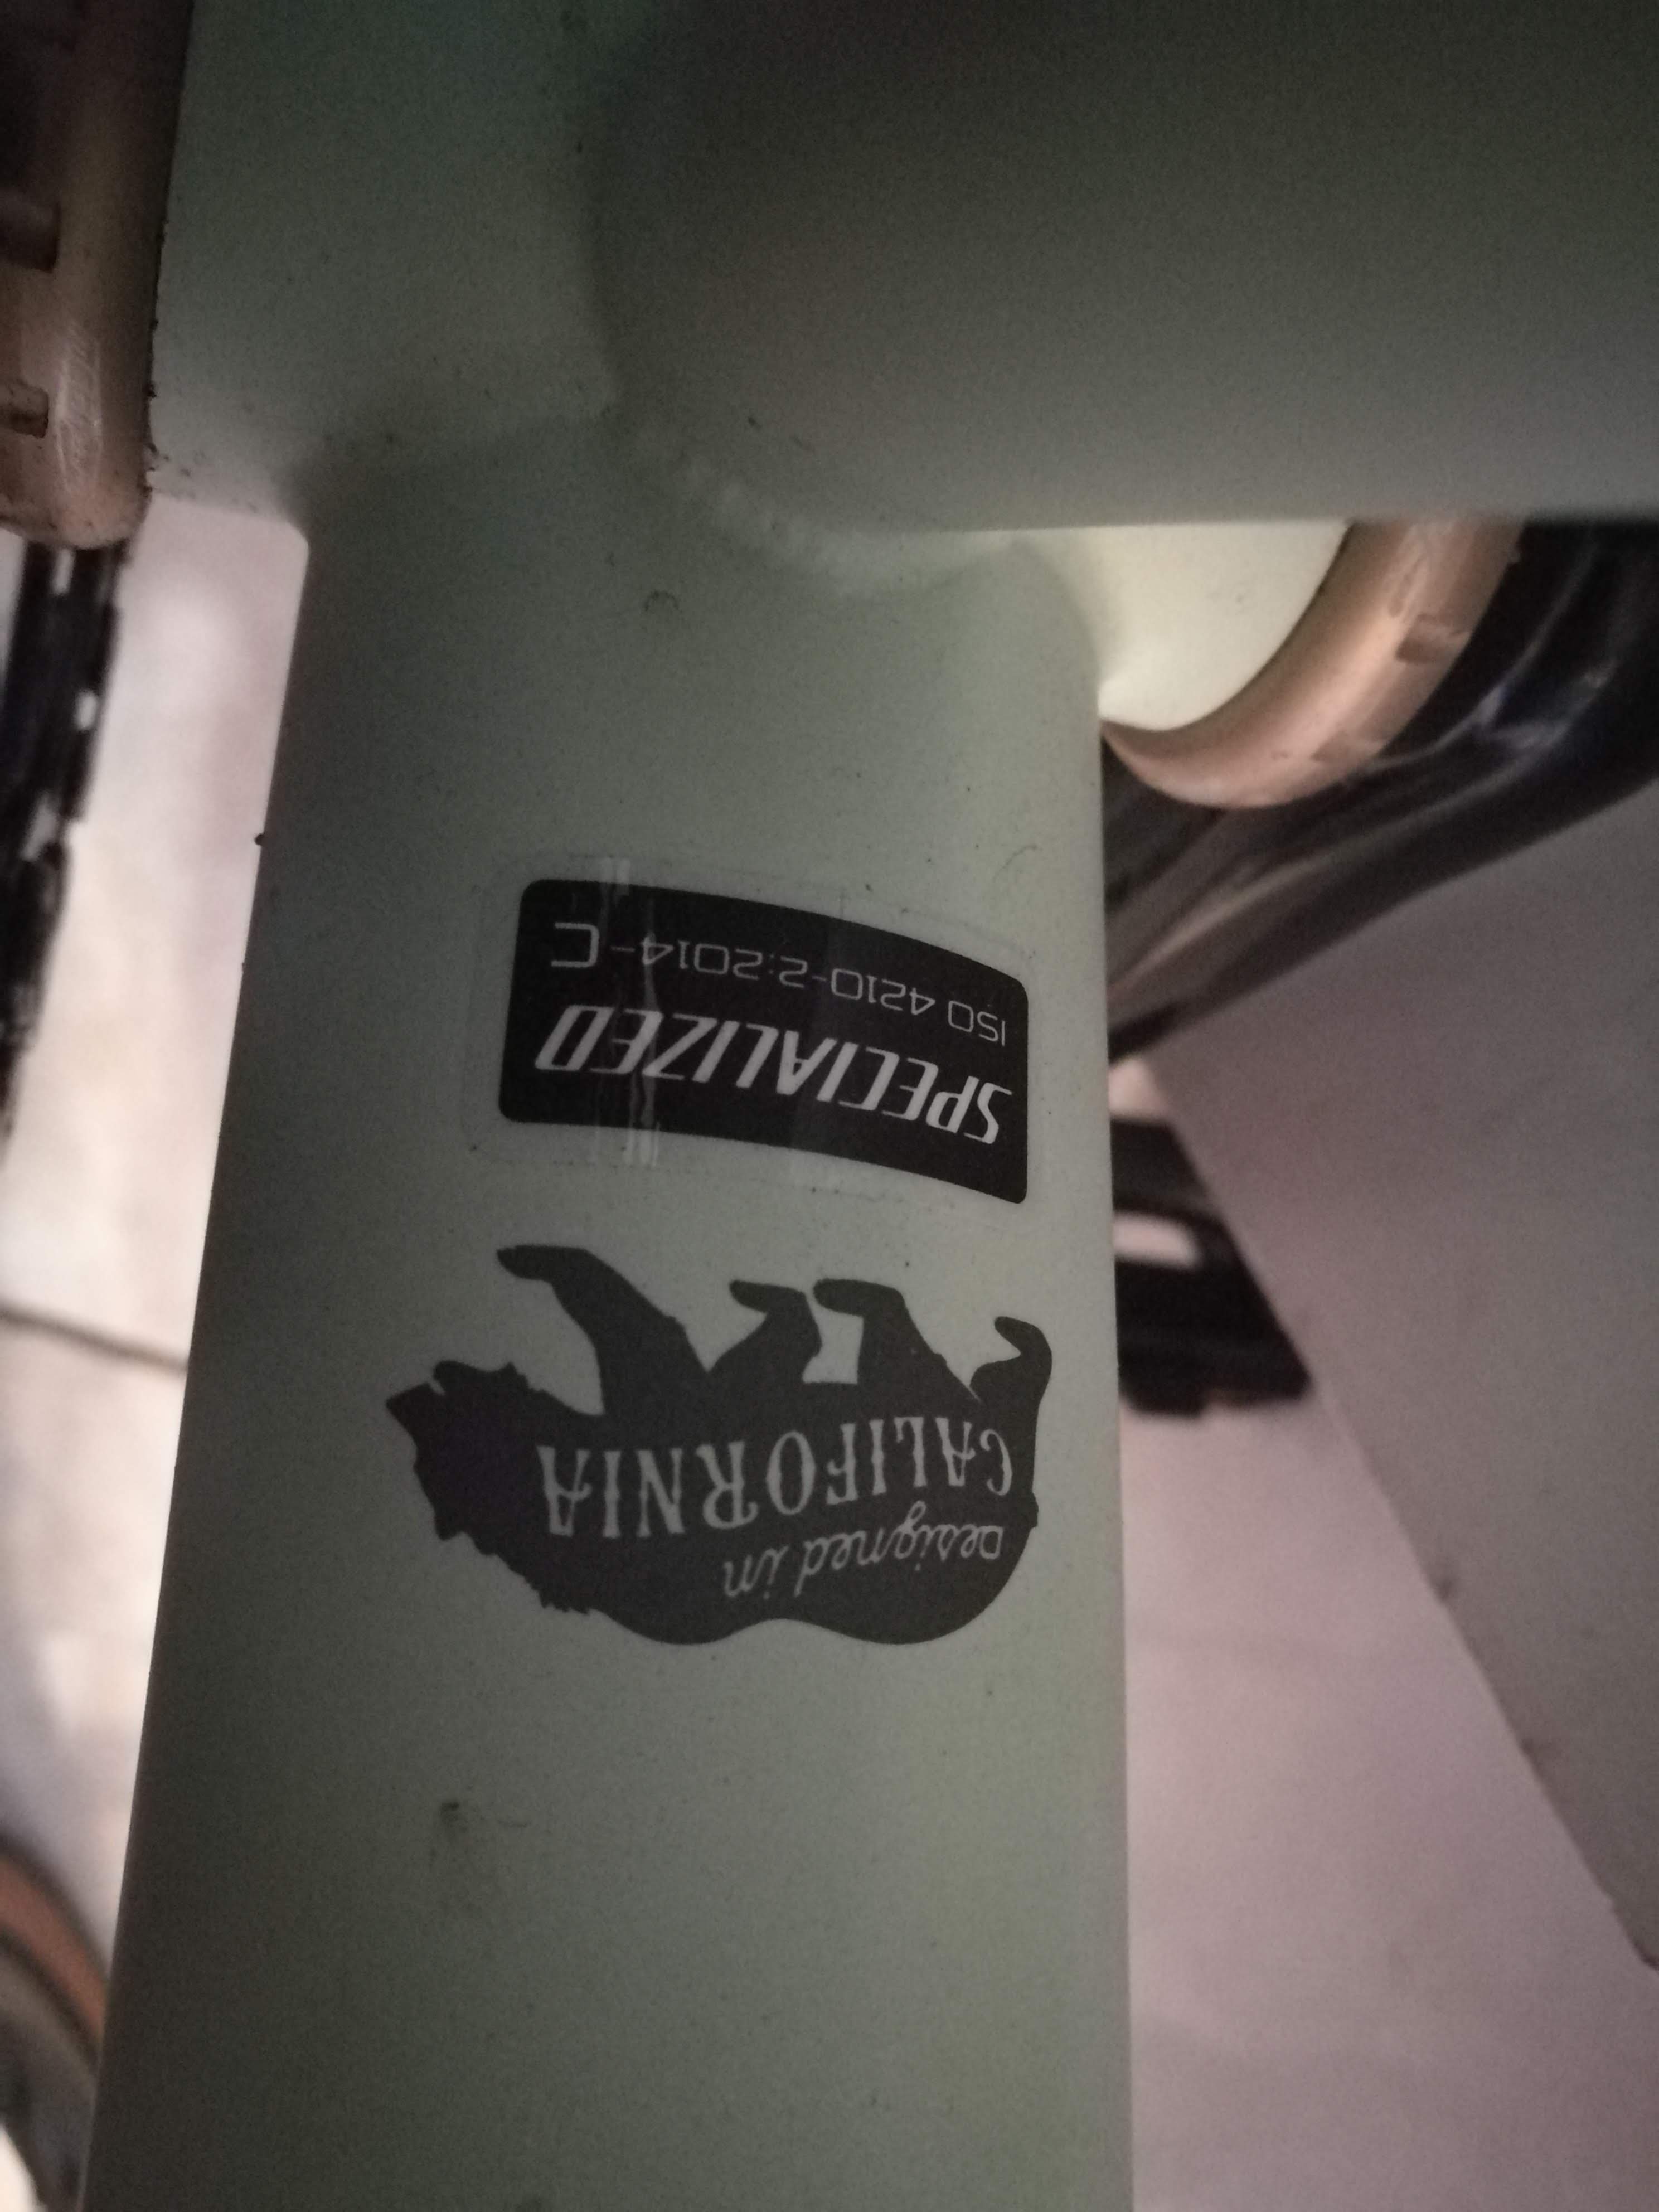 designed in
CALIFORNIA
SPECIALIZED
ISO 4210-2:2014-C